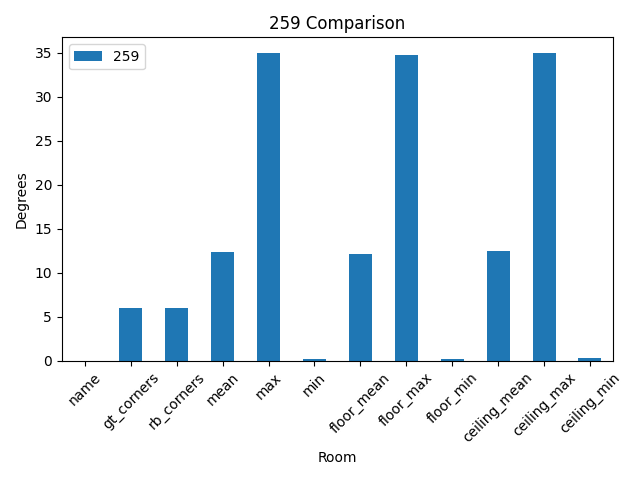 259 Comparison
259
Degrees
35
30
25
20
15
10
5
0
name
gt_corners
rb_corners
mean
max
min
floor_mean
floor_max
floor_min
ceiling_mean
ceiling_max
ceiling_min
Room